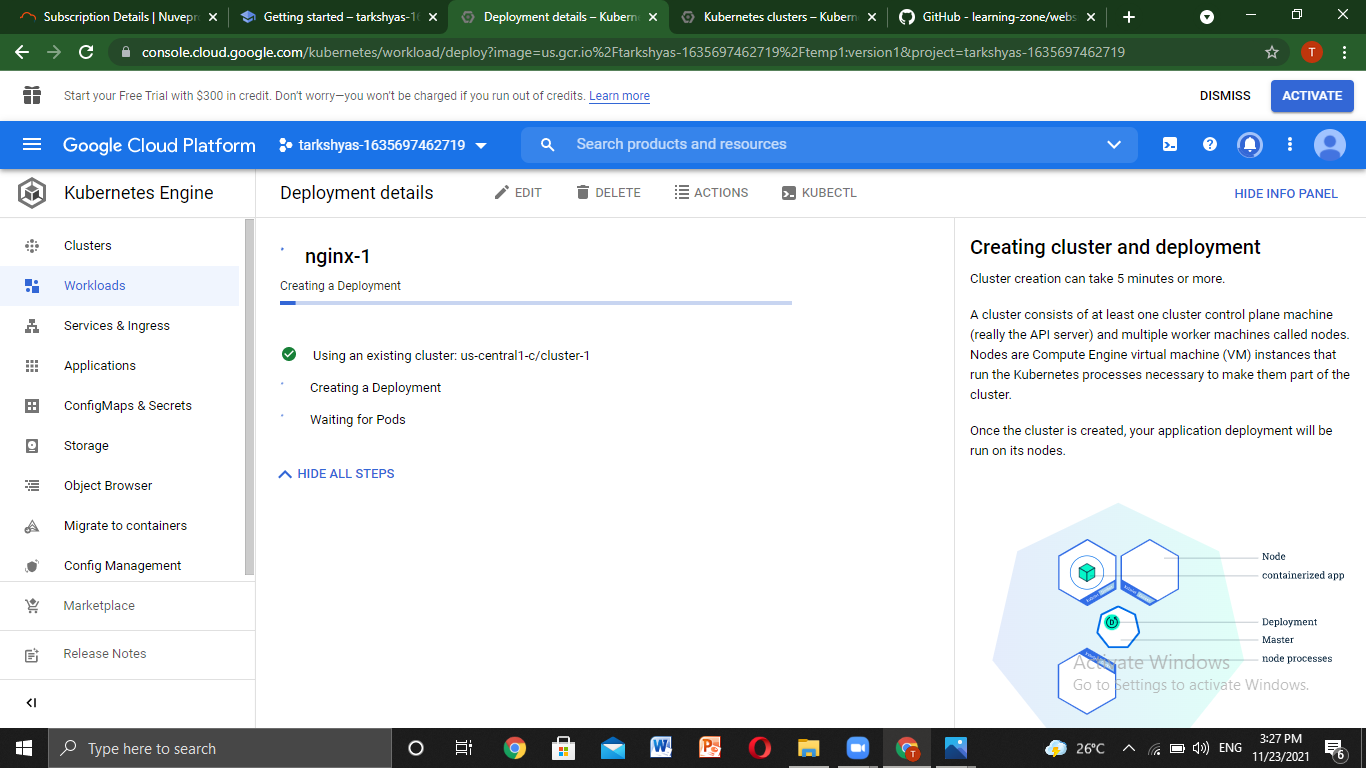 Subscription Details | Nuvepr
Getting started – tarkshyas-1
Deployment details – Kubern
Kubernetes clusters – Kubern
GitHub - learning-zone/webs
console.cloud.google.com/kubernetes/workload/deploy?image=us.gcr.io%2Ftarkshyas-1635697462719%2Ftemp1:version1&project=tarkshyas-1635697462719
T
Start your Free Trial with $300 in credit. Don't worry—you won't be charged if you run out of credits. Learn more
DISMISS
ACTIVATE
Google Cloud Platform
tarkshyas-1635697462719
Search products and resources
Kubernetes Engine
Deployment details
EDIT
DELETE
ACTIONS
KUBECTL
HIDE INFO PANEL
Clusters
Workloads
Services & Ingress
Applications
ConfigMaps & Secrets
Storage
Object Browser
Migrate to containers
Config Management
Marketplace
Release Notes
nginx-1
Creating a Deployment
Using an existing cluster: us-central1-c/cluster-1
Creating a Deployment
Waiting for Pods
HIDE ALL STEPS
Creating cluster and deployment
Cluster creation can take 5 minutes or more.
A cluster consists of at least one cluster control plane machine
(really the API server) and multiple worker machines called nodes.
Nodes are Compute Engine virtual machine (VM) instances that
run the Kubernetes processes necessary to make them part of the
cluster.
Once the cluster is created, your application deployment will be
run on its nodes.
Node
containerized app
Deployment
Master
node processes
Activate Windows
Go to Settings to activate Windows.
Type here to search
26°C
ENG
3:27 PM
11/23/2021
6